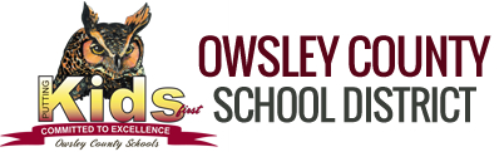 PUTTING
Kids
first
COMMITTED TO EXCELLENCE
Owsley County Schools
OWSLEY COUNTY
SCHOOL DISTRICT